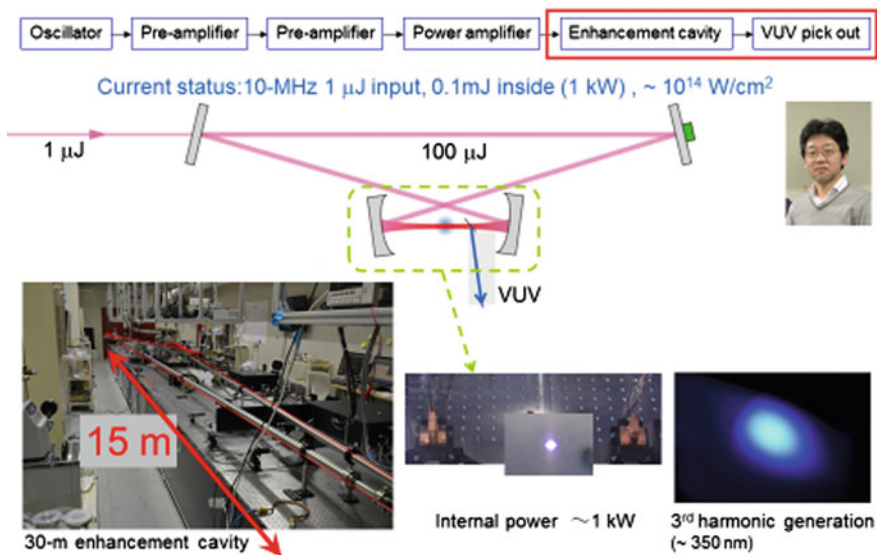 Oscillator Pre-amplifier Pre-amplifier Power amplifier Enhancement cavity VUV pick out
Current status:10-MHz 1 μJ input, 0.1mJ inside (1 kW) , ~ 10¹⁴ W/cm²
1 μJ
100 μJ
VUV
15 m
30-m enhancement cavity
Internal power ~1 kW
3rd harmonic generation
(~ 350 nm)